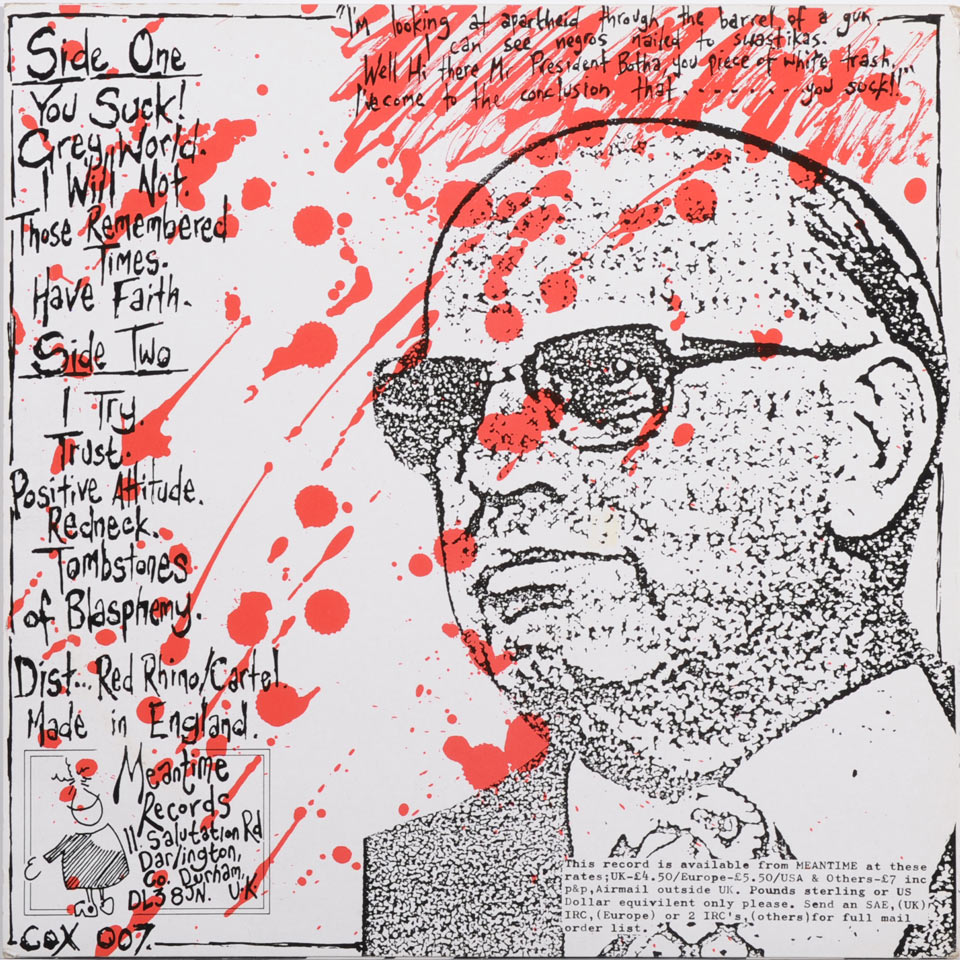 "I'm looking at apartheid through the barrel of a gun,
I can see negros nailed to swastikas.
Well Hi there Mr President Botha you piece of white trash,
I've come to the conclusion that........you suck!!"
Side One
You Suck!
Grey World.
I Will Not.
Those Remembered
Times.
Have Faith.
Side Two
I Try.
Trust.
Positive Attitude.
Redneck
Tombstones
of Blasphemy.
Dist... Red Rhino/Cartel.
Made in England.
Meantime
Records
11 Salutation Rd
Darlington,
Co. Durham,
DL3 8JN. U.K.
COX 007.
This record is available from MEANTIME at these
rates;UK-£4.50/Europe-£5.50/USA & Others-£7 inc
p&p,Airmail outside UK. Pounds sterling or US
Dollar equivilent only please. Send an SAE,(UK)
IRC,(Europe) or 2 IRC's,(others)for full mail
order list.